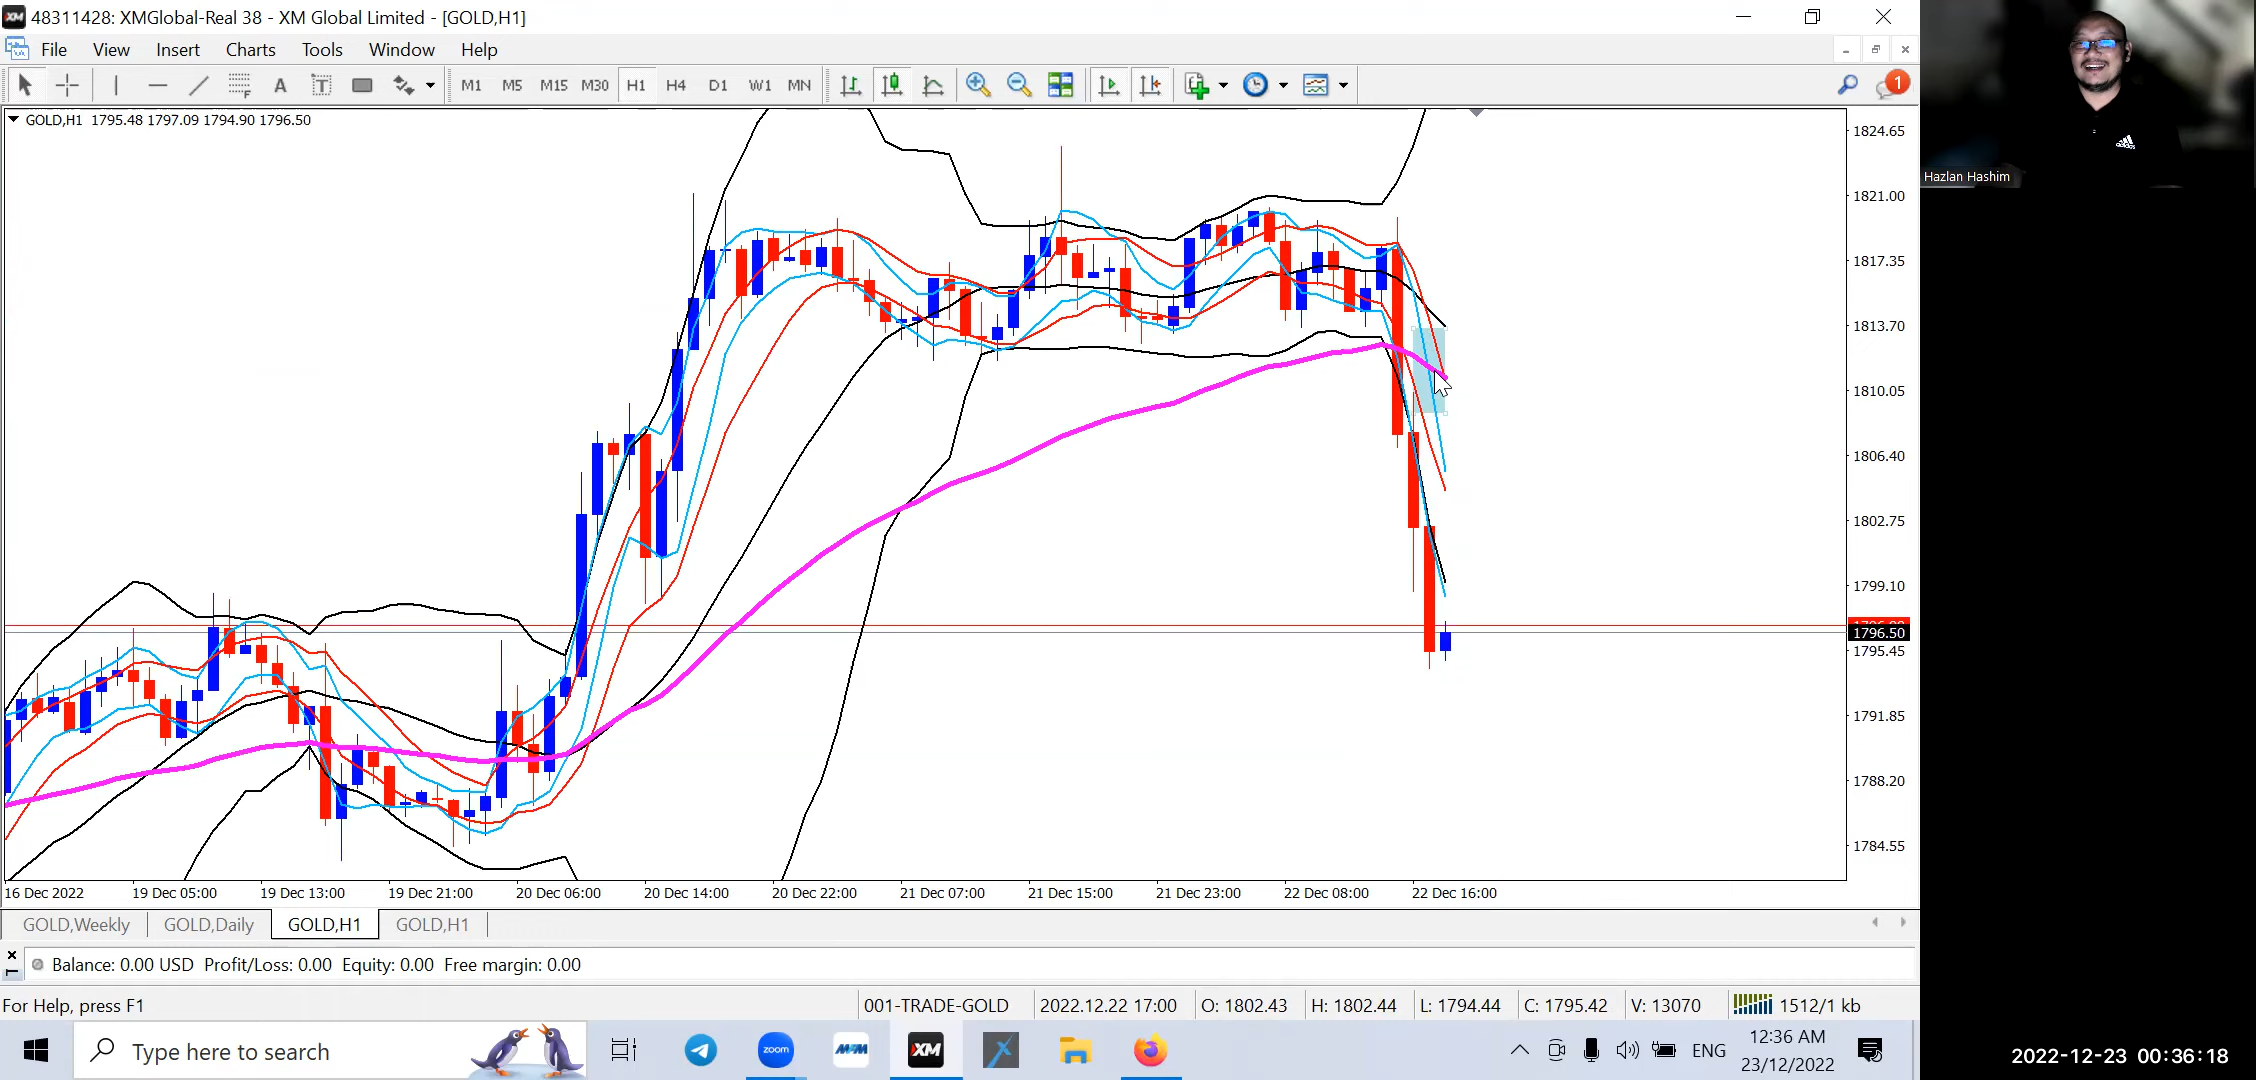 48311428: XMGlobal-Real 38 - XM Global Limited - [GOLD,H1]
File View Insert Charts Tools Window Help
M1 M5 M15 M30 H1 H4 D1 W1 MN
1
GOLD,H1 1795.48 1797.09 1794.90 1796.50
1824.65
1821.00
1817.35
1813.70
1810.05
1806.40
1802.75
1799.10
1796.50
1795.45
1791.85
1788.20
1784.55
16 Dec 2022 19 Dec 05:00 19 Dec 13:00 19 Dec 21:00 20 Dec 06:00 20 Dec 14:00 20 Dec 22:00 21 Dec 07:00 21 Dec 15:00 21 Dec 23:00 22 Dec 08:00 22 Dec 16:00
GOLD,Weekly GOLD,Daily GOLD,H1 GOLD,H1
Balance: 0.00 USD Profit/Loss: 0.00 Equity: 0.00 Free margin: 0.00
For Help, press F1 001-TRADE-GOLD 2022.12.22 17:00 O: 1802.43 H: 1802.44 L: 1794.44 C: 1795.42 V: 13070 1512/1 kb
Type here to search
zoom
XM
ENG
12:36 AM
23/12/2022
Hazlan Hashim
adidas
2022-12-23 00:36:18